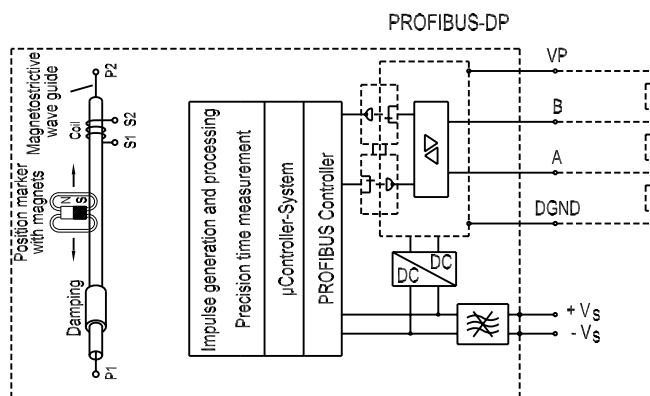 PROFIBUS-DP
P2
Magnetostrictive
wave guide
Coil
S2
S1
Position marker
with magnets
N
S
Damping
P1
Impulse generation and processing
Precision time measurement
µController-System
PROFIBUS Controller
DC
DC
VP
B
A
DGND
+ Vs
- Vs